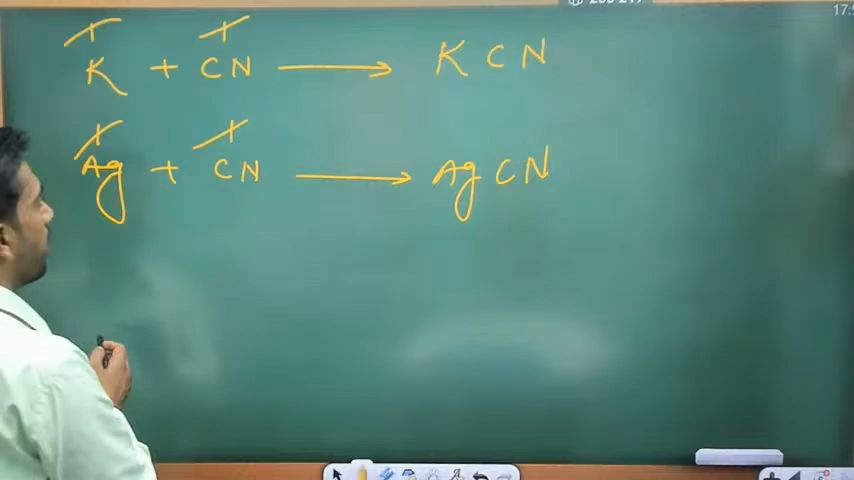 K + CN ⟶ KCN
Ag + CN ⟶ AgCN